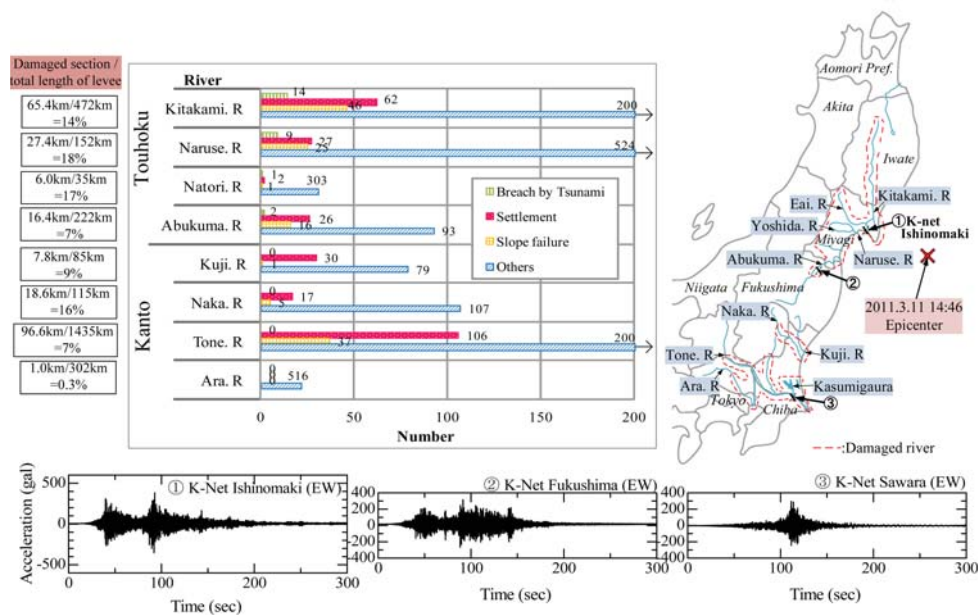 Damaged section /
total length of levee
65.4km/472km
=14%
27.4km/152km
=18%
6.0km/35km
=17%
16.4km/222km
=7%
7.8km/85km
=9%
18.6km/115km
=16%
96.6km/1435km
=7%
1.0km/302km
=0.3%
Touhoku
Kanto
River
Kitakami. R
14
62
46
200
Naruse. R
9
27
25
524
Natori. R
1
2
1
303
Abukuma. R
2
26
16
93
Kuji. R
0
30
1
79
Naka. R
0
17
5
107
Tone. R
0
106
37
200
Ara. R
0
0
0
516
Breach by Tsunami
Settlement
Slope failure
Others
0 50 100 150 200
Number
Aomori Pref.
Akita
Iwate
Eai. R
Kitakami. R
Yoshida. R
① K-net
Ishinomaki
Miyagi
Abukuma. R
Naruse. R
Niigata
Fukushima
②
2011.3.11 14:46
Epicenter
Naka. R
Tone. R
Kuji. R
Ara. R
Kasumigaura
Tokyo
Chiba
③
:Damaged river
Acceleration (gal)
① K-Net Ishinomaki (EW)
500
0
-500
0 100 200 300
Time (sec)
② K-Net Fukushima (EW)
400
200
0
-200
-400
0 100 200 300
Time (sec)
③ K-Net Sawara (EW)
400
200
0
-200
-400
0 100 200 300
Time (sec)